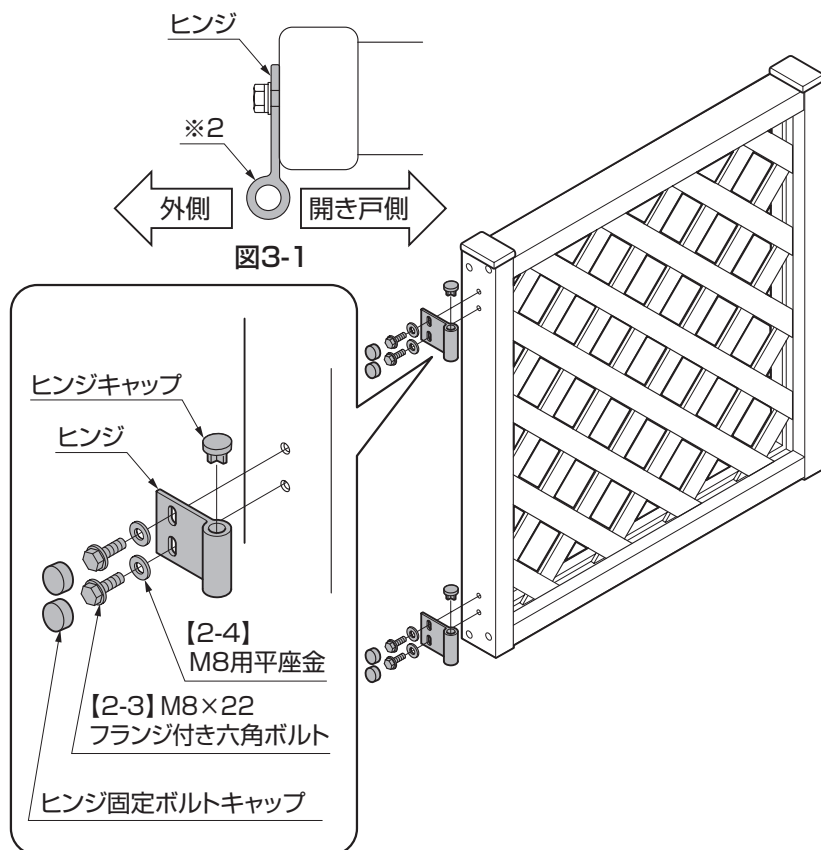 ヒンジ
※2
外側
開き戸側
図3-1
ヒンジキャップ
ヒンジ
【2-4】
M8用平座金
【2-3】M8×22
フランジ付き六角ボルト
ヒンジ固定ボルトキャップ